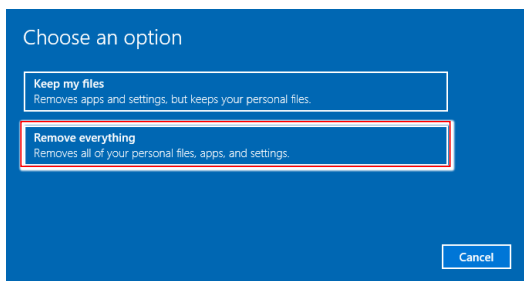 Choose an option
Keep my files
Removes apps and settings, but keeps your personal files.
Remove everything
Removes all of your personal files, apps, and settings.
Cancel